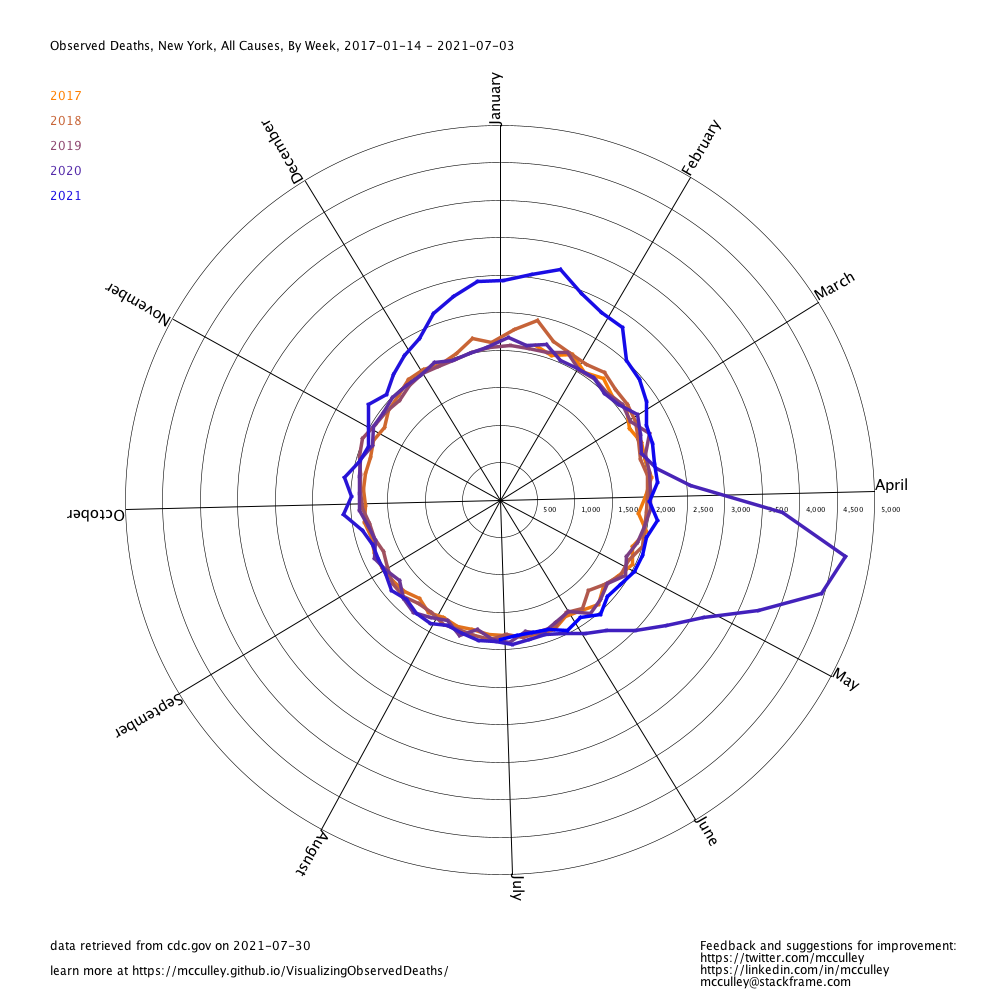 Observed Deaths, New York, All Causes, By Week, 2017-01-14 - 2021-07-03
2017
2018
2019
2020
2021
January
February
March
April
May
June
July
August
September
October
November
December
500
1,000
1,500
2,000
2,500
3,000
3,500
4,000
4,500
5,000
data retrieved from cdc.gov on 2021-07-30
learn more at https://mcculley.github.io/VisualizingObservedDeaths/
Feedback and suggestions for improvement:
https://twitter.com/mcculley
https://linkedin.com/in/mcculley
mcculley@stackframe.com